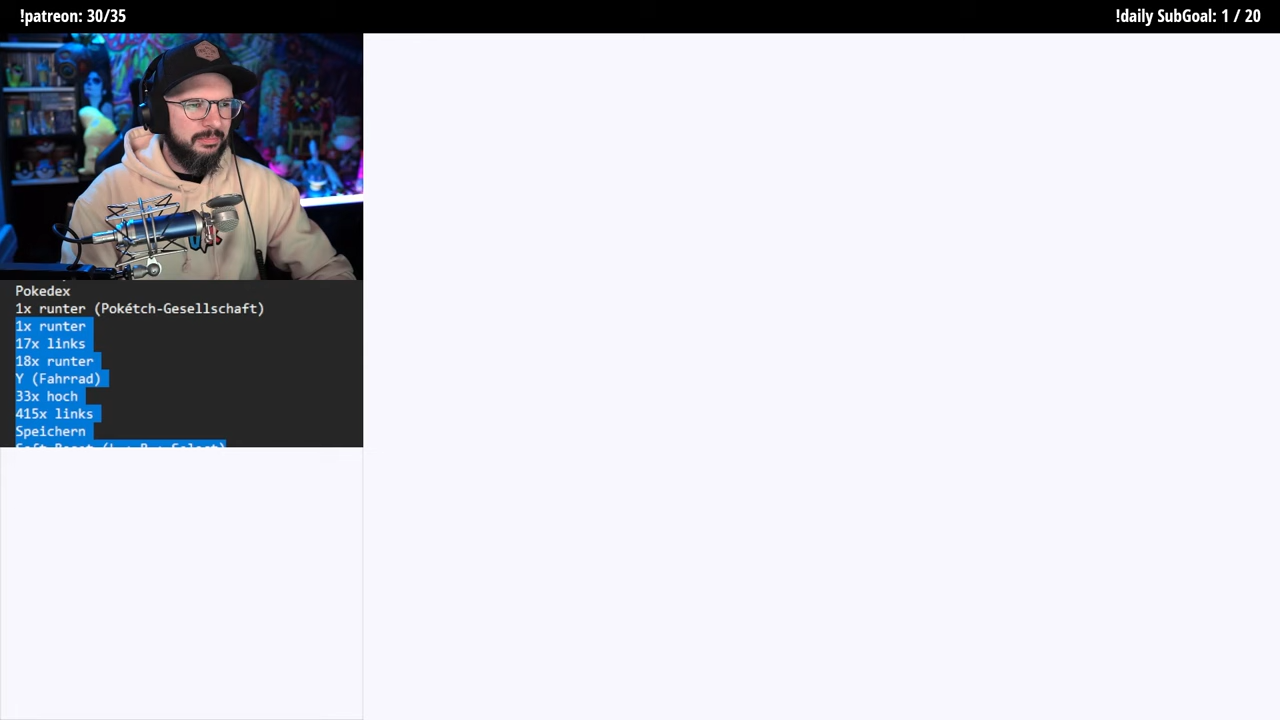 !patreon: 30/35
!daily SubGoal: 1 / 20
Pokedex
1x runter (Pokétch-Gesellschaft)
1x runter
17x links
18x runter
Y (Fahrrad)
33x hoch
415x links
Speichern